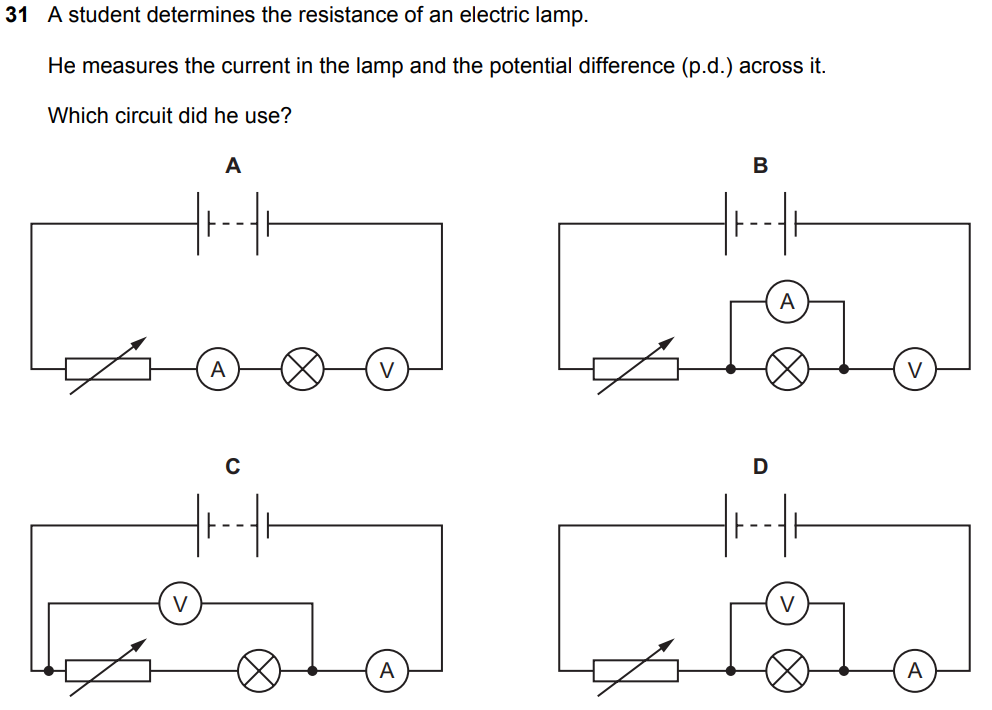 31 A student determines the resistance of an electric lamp.
He measures the current in the lamp and the potential difference (p.d.) across it.
Which circuit did he use?
A
B
A
A
V
V
C
D
V
V
A
A